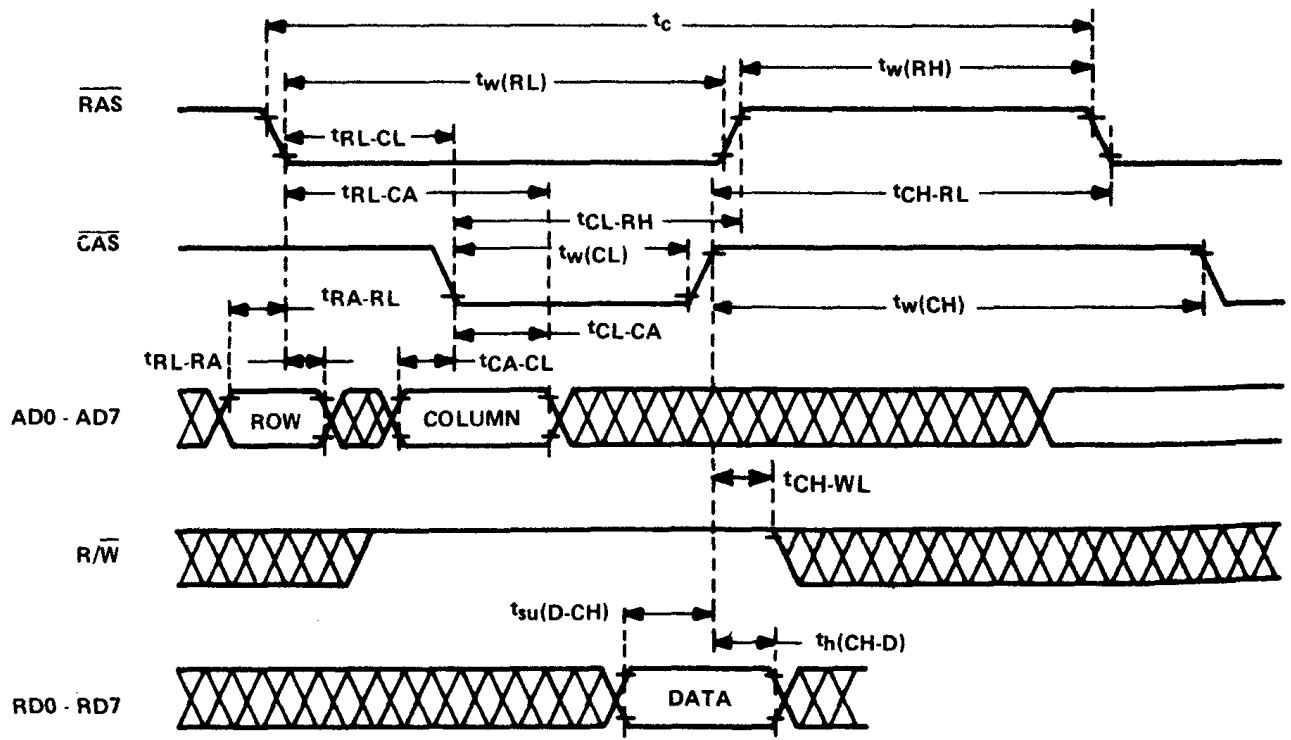 tc
tw(RL)
tw(RH)
R̅A̅S̅
tRL-CL
tRL-CA
tCH-RL
tCL-RH
C̅A̅S̅
tw(CL)
tRA-RL
tw(CH)
tCL-CA
tRL-RA
tCA-CL
AD0 - AD7
ROW
COLUMN
tCH-WL
R/W̅
tsu(D-CH)
th(CH-D)
RD0 - RD7
DATA